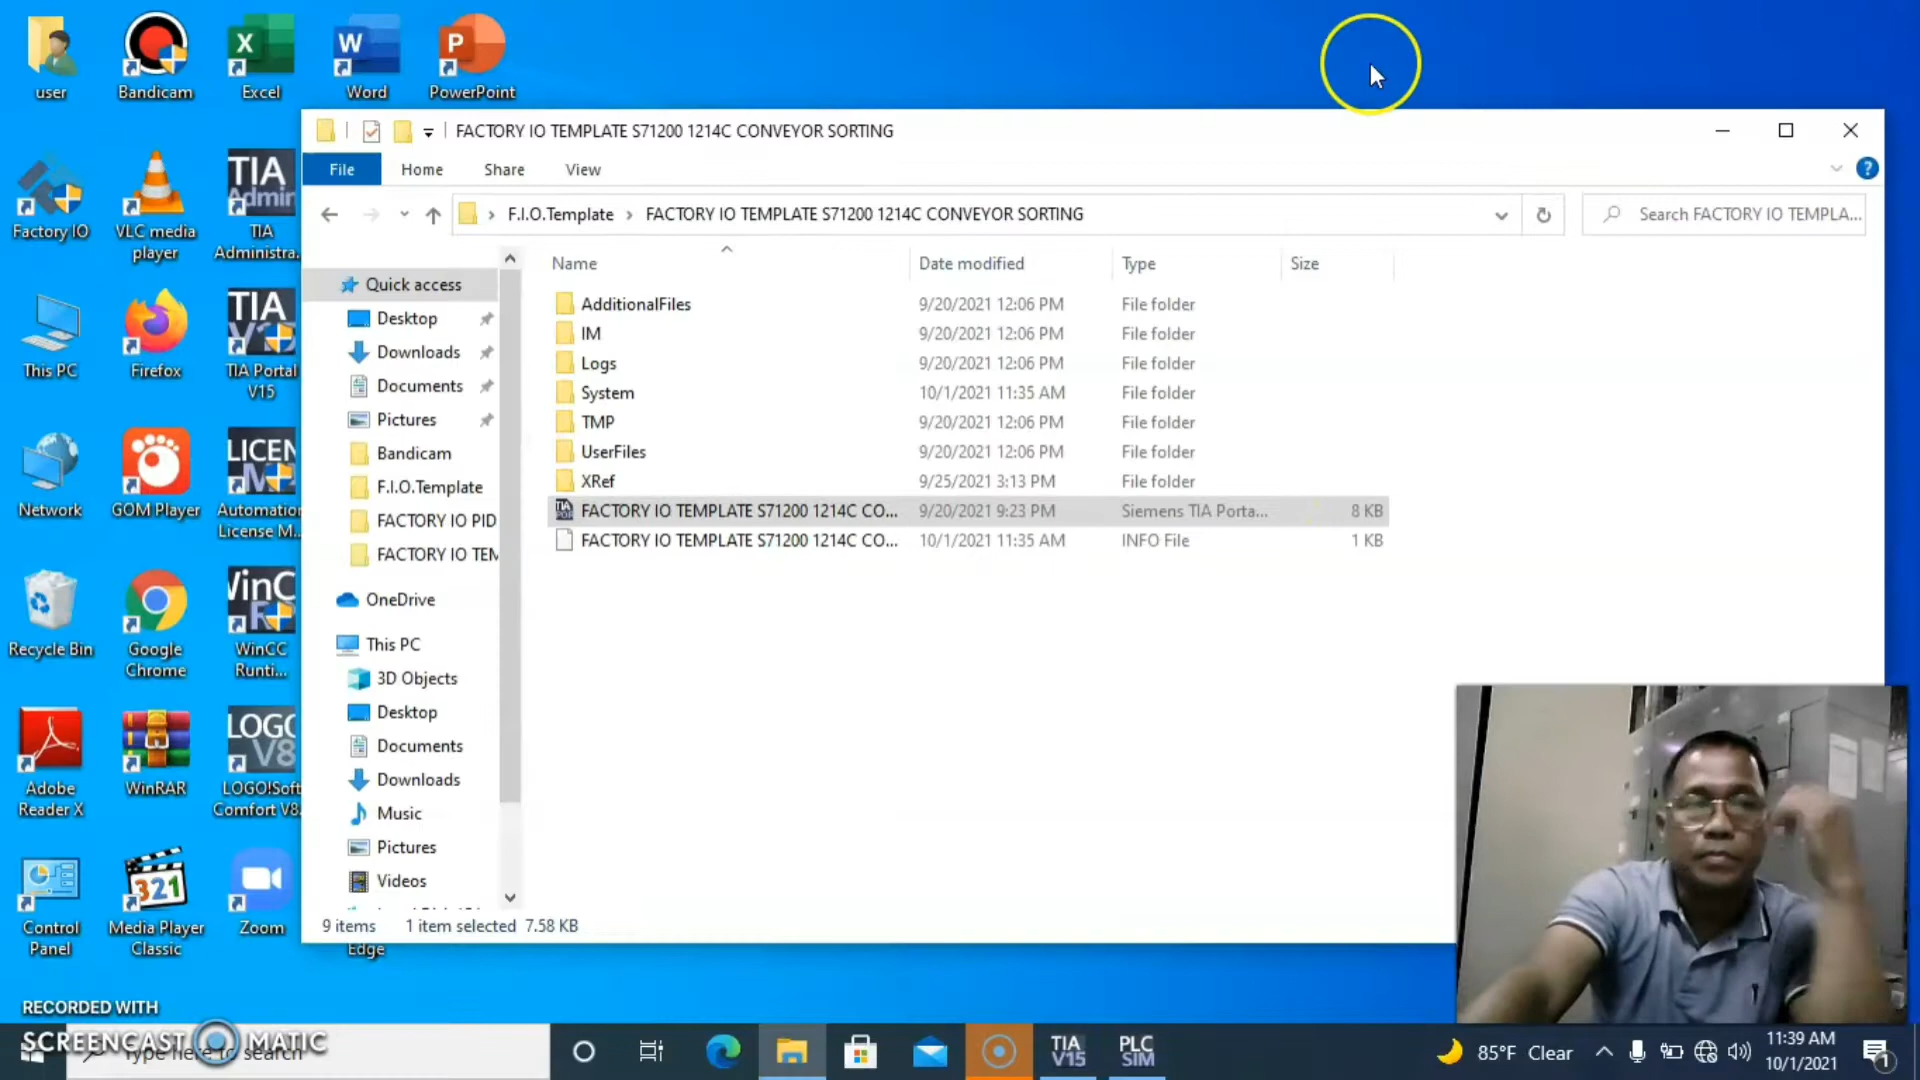 user
Bandicam
Excel
Word
PowerPoint
Factory IO
VLC media
player
TIA
Administra...
This PC
Firefox
TIA Portal
V15
Network
GOM Player
Automation
License M...
Recycle Bin
Google
Chrome
WinCC
Runti...
Adobe
Reader X
WinRAR
LOGO!Soft
Comfort V8.
Control
Panel
Media Player
Classic
Zoom
Edge
FACTORY IO TEMPLATE S71200 1214C CONVEYOR SORTING
File
Home
Share
View
F.I.O.Template
FACTORY IO TEMPLATE S71200 1214C CONVEYOR SORTING
Search FACTORY IO TEMPLA...
Quick access
Desktop
Downloads
Documents
Pictures
Bandicam
F.I.O.Template
FACTORY IO PID
FACTORY IO TEM
OneDrive
This PC
3D Objects
Desktop
Documents
Downloads
Music
Pictures
Videos
Name Date modified Type Size
AdditionalFiles 9/20/2021 12:06 PM File folder
IM 9/20/2021 12:06 PM File folder
Logs 9/20/2021 12:06 PM File folder
System 10/1/2021 11:35 AM File folder
TMP 9/20/2021 12:06 PM File folder
UserFiles 9/20/2021 12:06 PM File folder
XRef 9/25/2021 3:13 PM File folder
FACTORY IO TEMPLATE S71200 1214C CO... 9/20/2021 9:23 PM Siemens TIA Porta... 8 KB
FACTORY IO TEMPLATE S71200 1214C CO... 10/1/2021 11:35 AM INFO File 1 KB
9 items 1 item selected 7.58 KB
RECORDED WITH
SCREENCAST MATIC
Type here to search
TIA
V15
PLC
SIM
85°F Clear
11:39 AM
10/1/2021
1